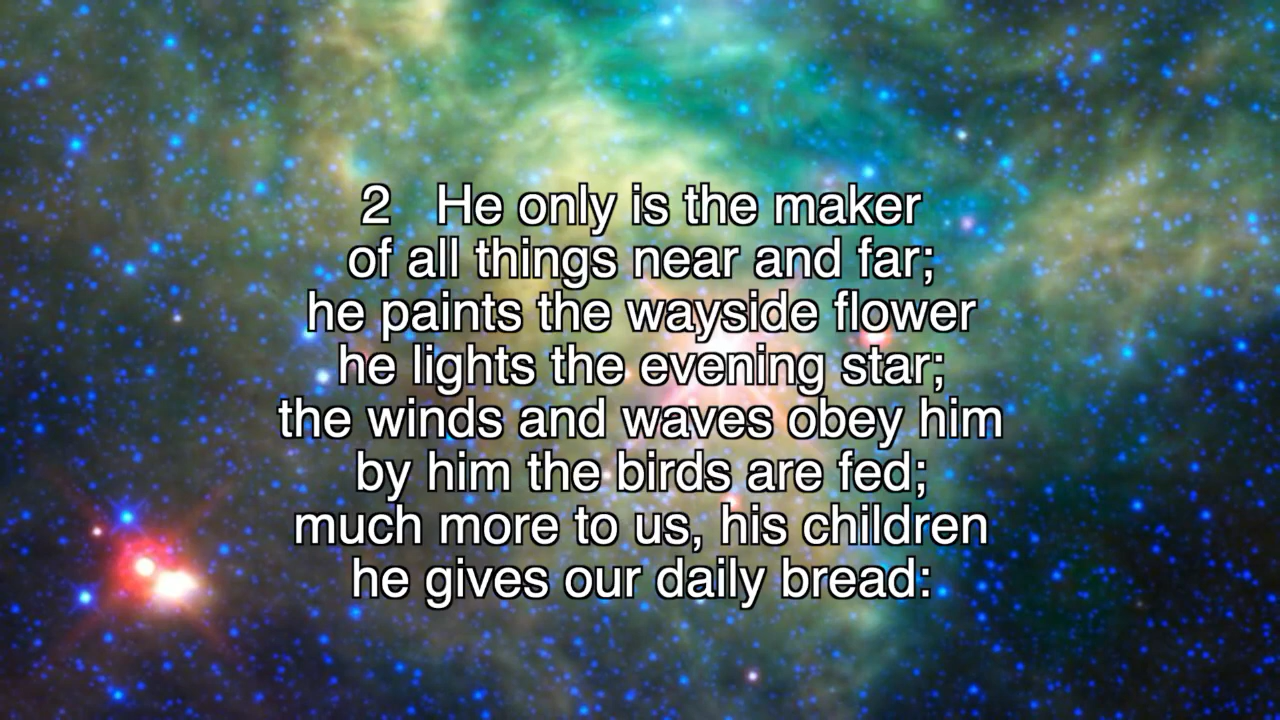 2 He only is the maker
of all things near and far;
he paints the wayside flower
he lights the evening star;
the winds and waves obey him
by him the birds are fed;
much more to us, his children
he gives our daily bread: